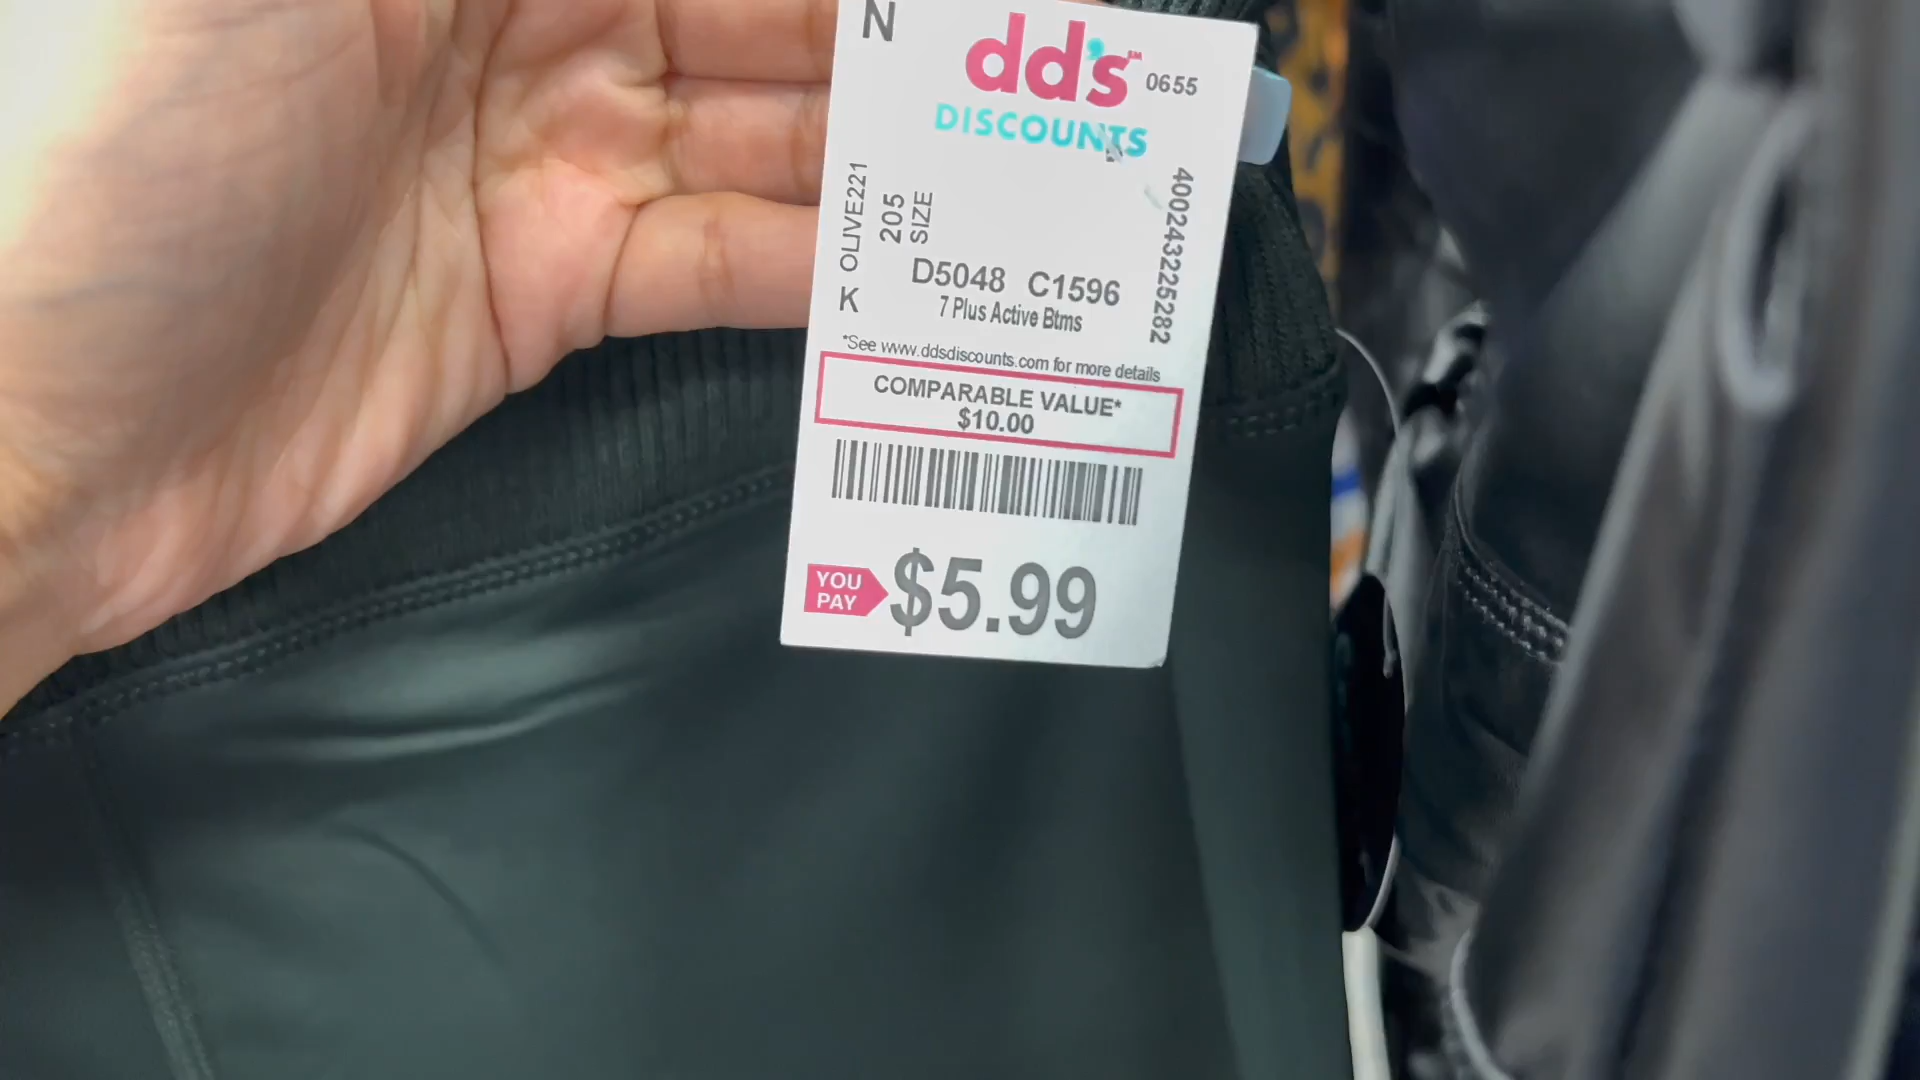 N
dd's℠
0655
DISCOUNTS
OLIVE221
K
205
SIZE
400243225282
D5048 C1596
7 Plus Active Btms
*See www.ddsdiscounts.com for more details
COMPARABLE VALUE*
$10.00
YOU
PAY
$5.99